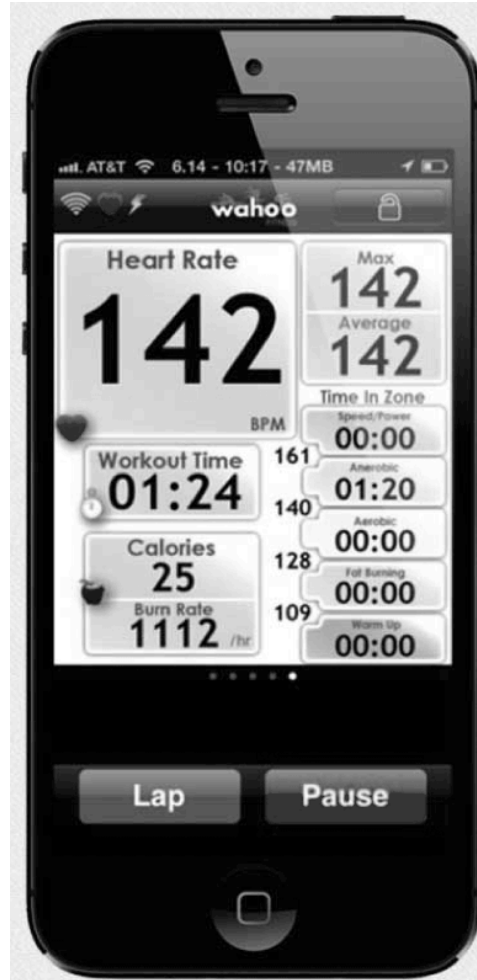 AT&T 6.14 - 10:17 - 47MB
wahoo
Heart Rate
142
BPM
Max
142
Average
142
Time In Zone
Speed/Power
00:00
161
Anerobic
01:20
140
Aerobic
00:00
128
Fat Burning
00:00
109
Warm Up
00:00
Workout Time
01:24
Calories
25
Burn Rate
1112 /hr
Lap Pause